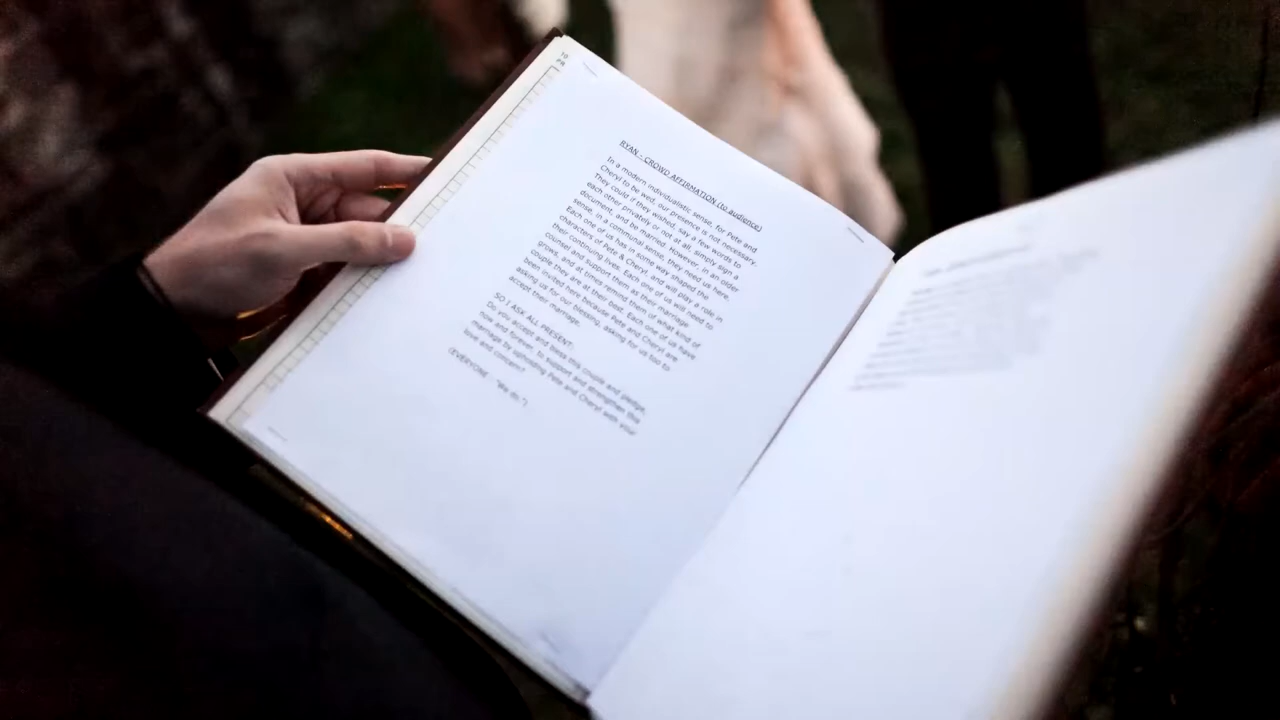 RYAN - CROWD AFFIRMATION (to audience)
In a modern individualistic sense, for Pete and
Cheryl to be wed, our presence is not necessary.
They could if they wished, say a few words to
each other privately or not at all, simply sign a
document, and be married. However, in an older
sense, in a communal sense, they need us here.
Each one of us has in some way shaped the
characters of Pete & Cheryl, and will play a role in
their continuing lives. Each one of us will need to
counsel and support them as their marriage
grows, and at times remind them of what kind of
couple they are at their best. Each one of us have
been invited here because Pete and Cheryl are
asking us for our blessing, asking for us too to
accept their marriage.
SO I ASK ALL PRESENT:
Do you accept and bless this couple and pledge,
now and forever, to support and strengthen this
marriage by upholding Pete and Cheryl with your
love and concern?
(EVERYONE - "We do.")